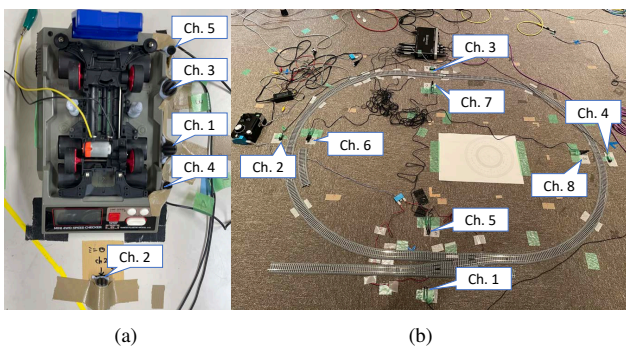 Ch. 5
Ch. 3
Ch. 1
Ch. 4
MINI 4WD SPEED CHECKER
Ch. 2
Ch. 3
Ch. 7
Ch. 4
Ch. 2
Ch. 6
Ch. 8
Ch. 5
Ch. 1
(a)
(b)